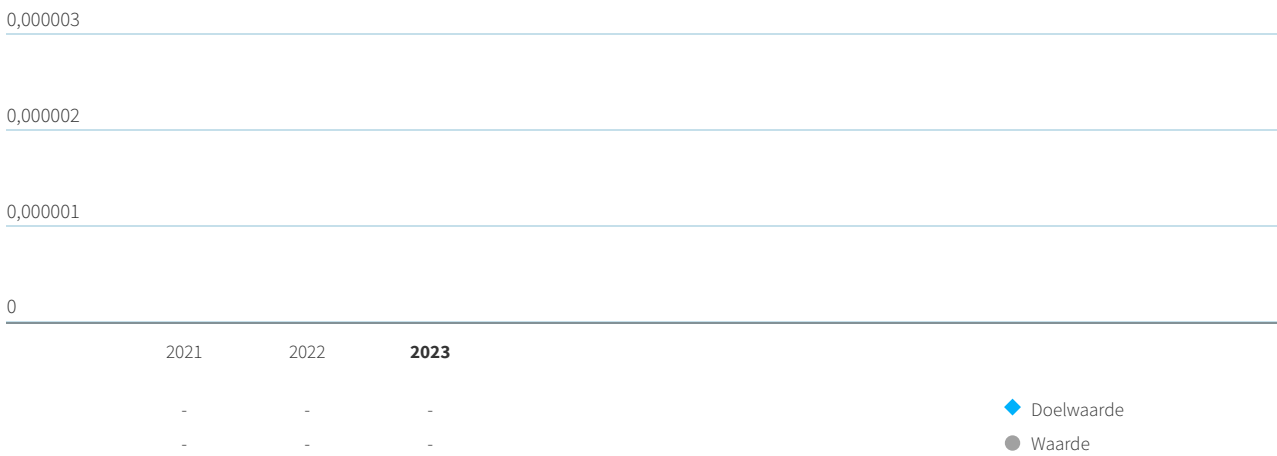 0,000003
0,000002
0,000001
0
2021 2022 2023
- - - Doelwaarde
- - - Waarde